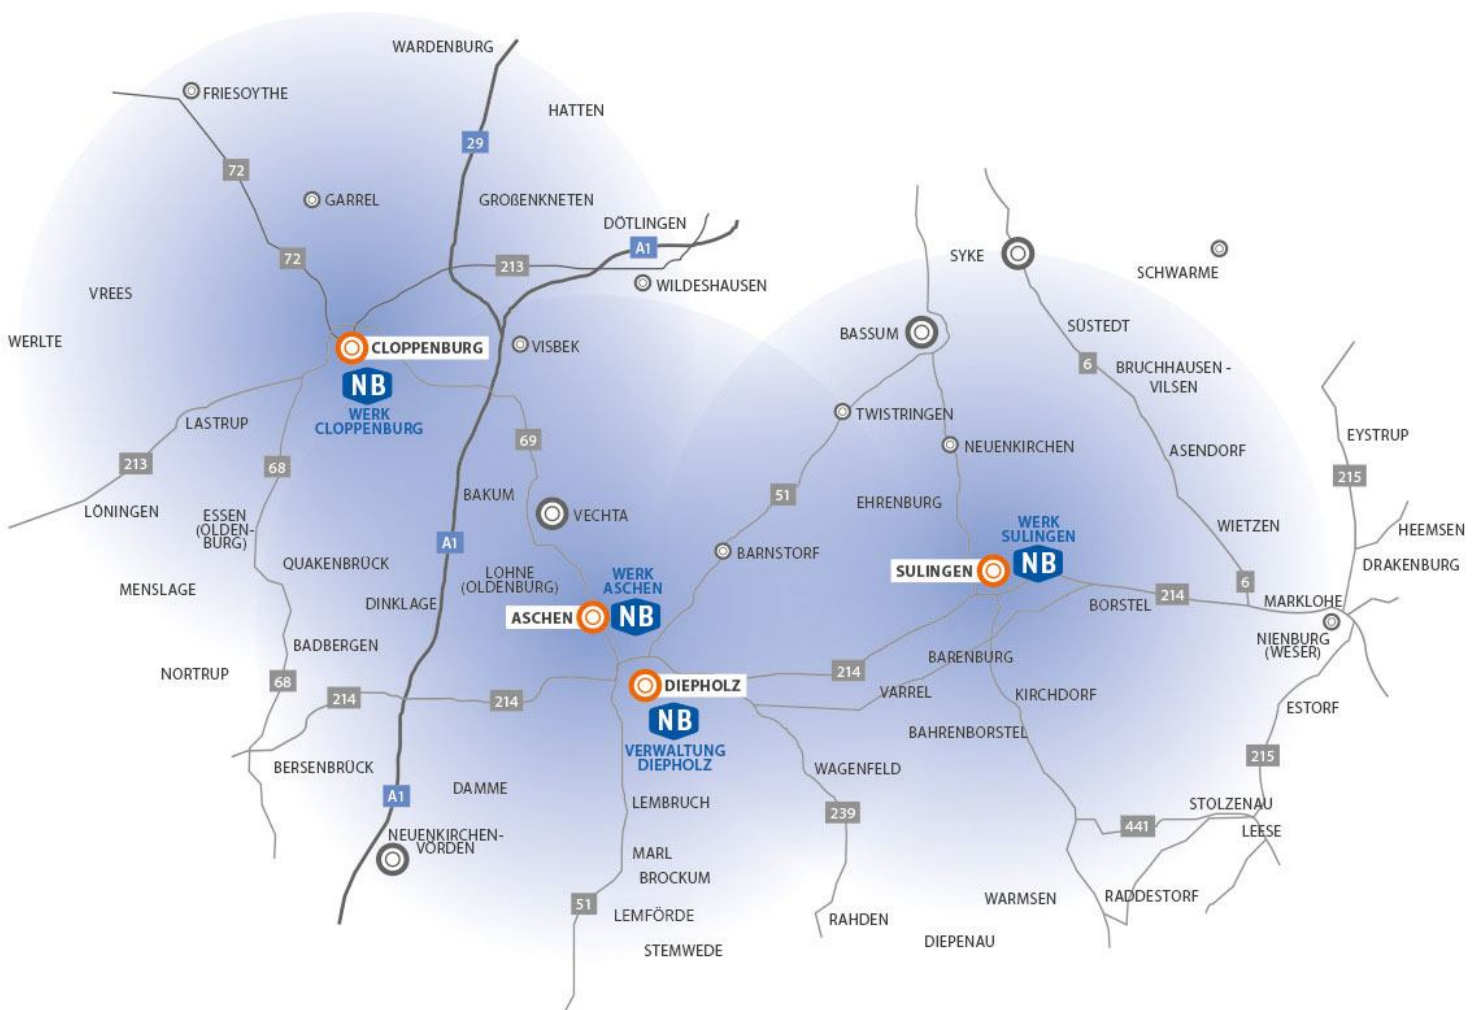 WARDENBURG
FRIESOYTHE
HATTEN
29
72
GARREL
GROßENKNETEN
DÖTLINGEN
A1
72
213
SYKE
SCHWARME
WILDESHAUSEN
VREES
SÜSTEDT
BASSUM
WERLTE
CLOPPENBURG
VISBEK
6
BRUCHHAUSEN -
VILSEN
NB
WERK
CLOPPENBURG
TWISTRINGEN
LASTRUP
69
NEUENKIRCHEN
ASENDORF
EYSTRUP
213
68
215
BAKUM
51
EHRENBURG
LÖNINGEN
ESSEN
(OLDEN-
BURG)
VECHTA
WIETZEN
HEEMSEN
WERK
SULINGEN
NB
A1
BARNSTORF
QUAKENBRÜCK
DRAKENBURG
SULINGEN
LOHNE
(OLDENBURG)
WERK
ASCHEN
NB
MENSLAGE
6
214
MARKLOHE
DINKLAGE
BORSTEL
ASCHEN
NIENBURG
(WESER)
BADBERGEN
BARENBURG
NORTRUP
214
68
DIEPHOLZ
VARREL
KIRCHDORF
214
214
ESTORF
NB
VERWALTUNG
DIEPHOLZ
BAHRENBORSTEL
215
BERSENBRÜCK
WAGENFELD
DAMME
A1
LEMBRUCH
STOLZENAU
239
441
LEESE
NEUENKIRCHEN-
VÖRDEN
MARL
BROCKUM
WARMSEN
RADDESTORF
51
LEMFÖRDE
RAHDEN
DIEPENAU
STEMWEDE